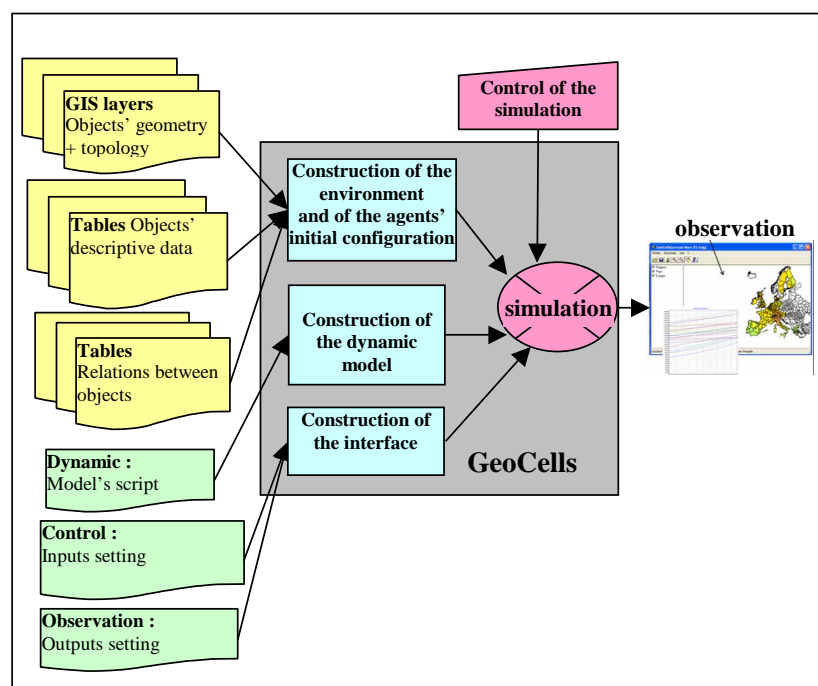 GIS layers
Objects' geometry
+ topology
Tables Objects'
descriptive data
Tables
Relations between
objects
Dynamic :
Model's script
Control :
Inputs setting
Observation :
Outputs setting
Control of the
simulation
Construction of the
environment
and of the agents'
initial configuration
Construction of
the dynamic
model
Construction of
the interface
GeoCells
simulation
observation